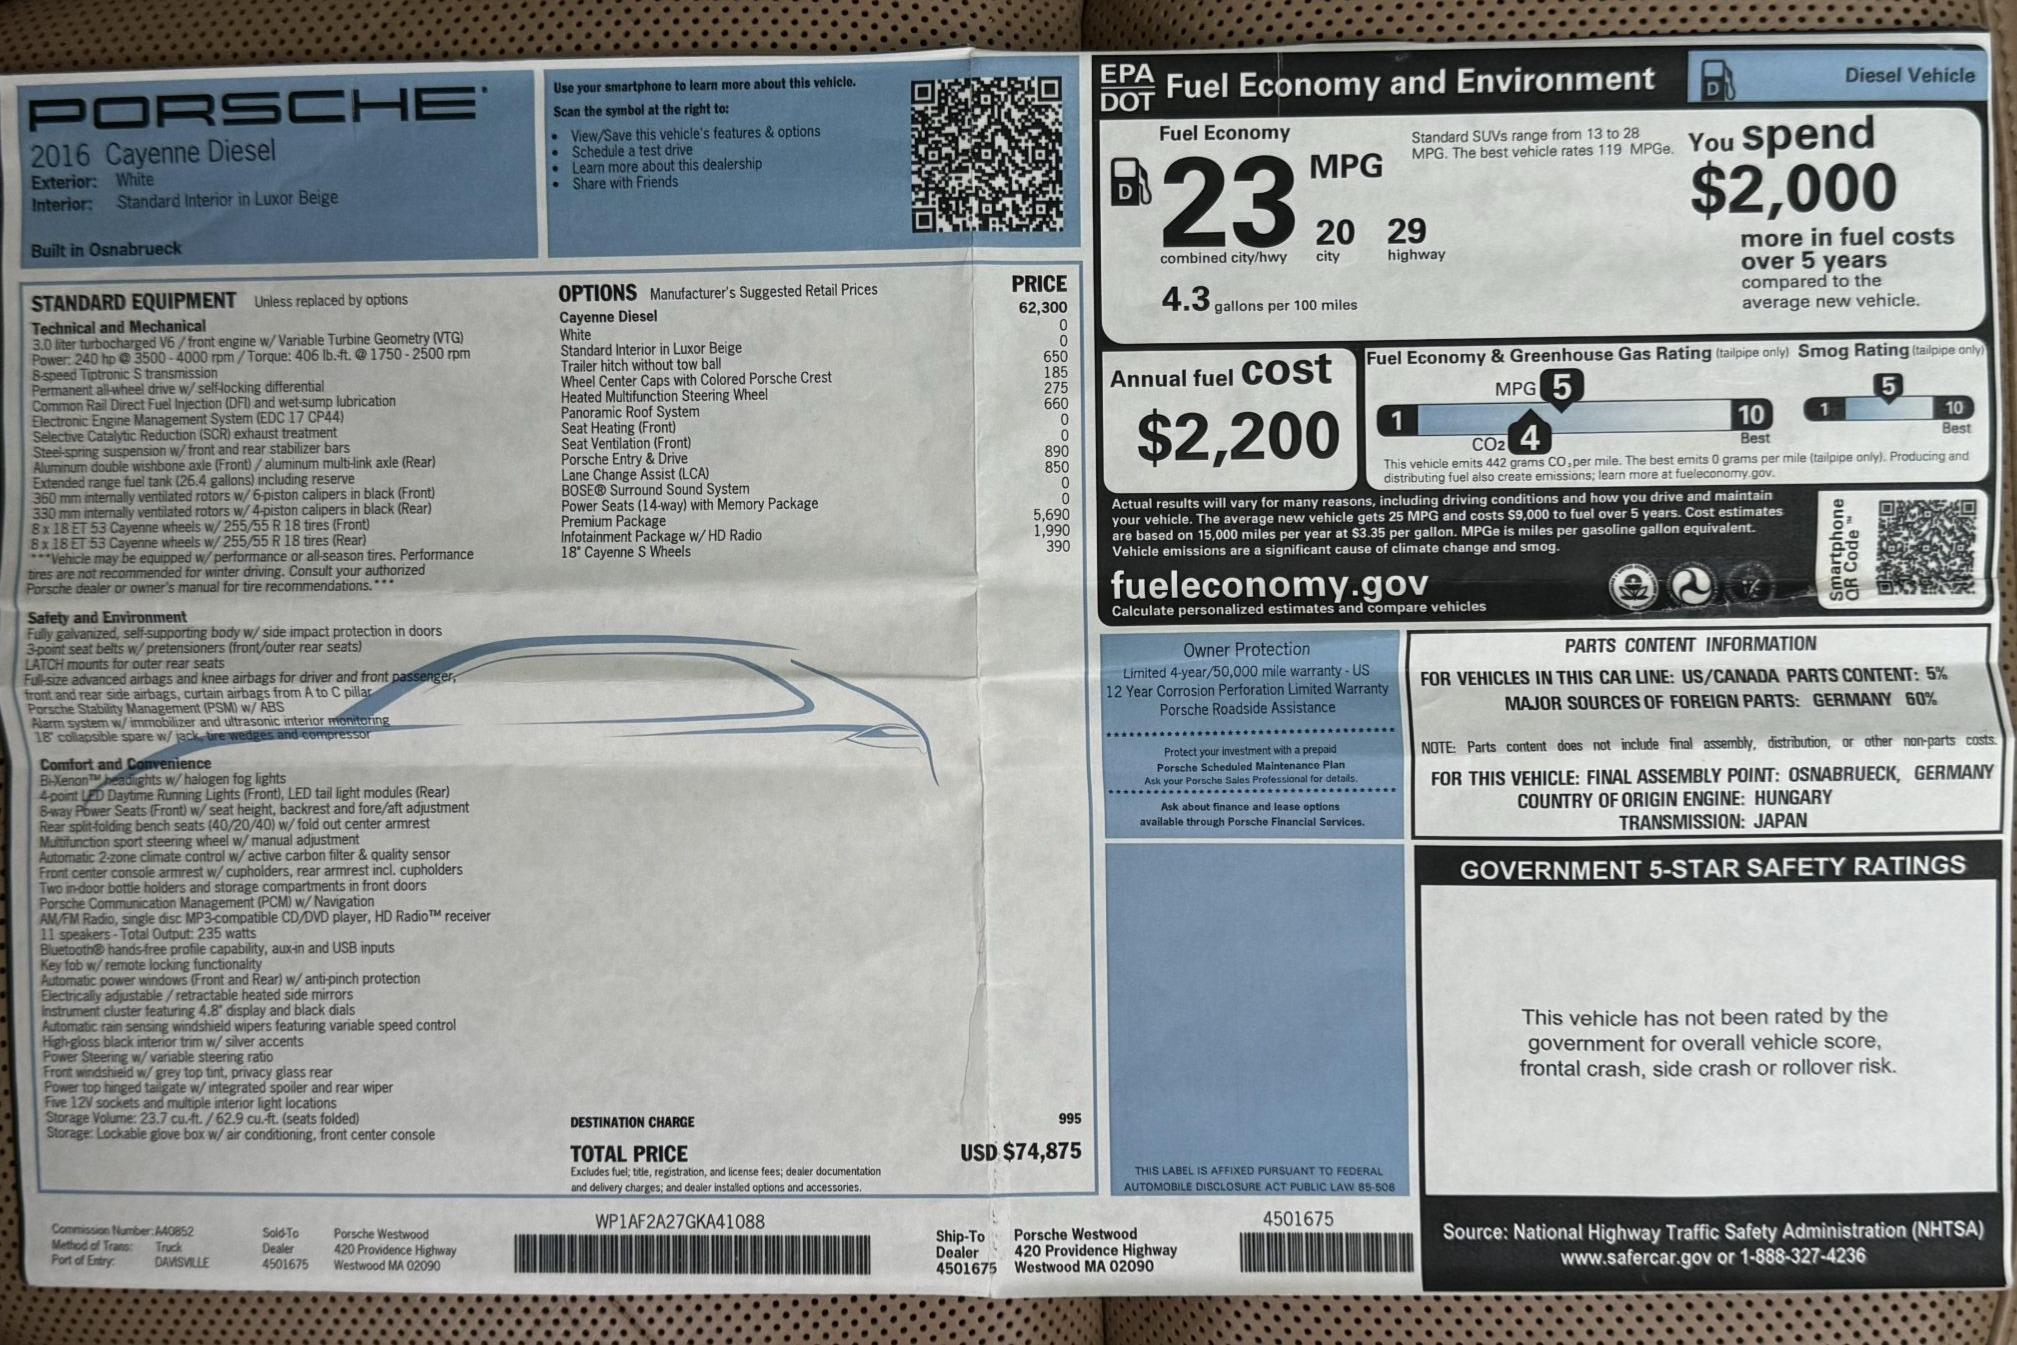 PORSCHE
2016 Cayenne Diesel
Exterior: White
Interior: Standard Interior in Luxor Beige
Built in Osnabrueck
Use your smartphone to learn more about this vehicle.
Scan the symbol at the right to:
• View/Save this vehicle's features & options
• Schedule a test drive
• Learn more about this dealership
• Share with Friends
STANDARD EQUIPMENT Unless replaced by options
Technical and Mechanical
3.0 liter turbocharged V6 / front engine w/ Variable Turbine Geometry (VTG)
Power: 240 hp @ 3500 - 4000 rpm / Torque: 406 lb.-ft. @ 1750 - 2500 rpm
8-speed Tiptronic S transmission
Permanent all-wheel drive w/ self-locking differential
Common Rail Direct Fuel Injection (DFI) and wet-sump lubrication
Electronic Engine Management System (EDC 17 CP44)
Selective Catalytic Reduction (SCR) exhaust treatment
Steel-spring suspension w/ front and rear stabilizer bars
Aluminum double wishbone axle (Front) / aluminum multi-link axle (Rear)
Extended range fuel tank (26.4 gallons) including reserve
360 mm internally ventilated rotors w/ 6-piston calipers in black (Front)
330 mm internally ventilated rotors w/ 4-piston calipers in black (Rear)
8 x 18 ET 53 Cayenne wheels w/ 255/55 R 18 tires (Front)
8 x 18 ET 53 Cayenne wheels w/ 255/55 R 18 tires (Rear)
***Vehicle may be equipped w/ performance or all-season tires. Performance
tires are not recommended for winter driving. Consult your authorized
Porsche dealer or owner's manual for tire recommendations.***
Safety and Environment
Fully galvanized, self-supporting body w/ side impact protection in doors
3-point seat belts w/ pretensioners (front/outer rear seats)
LATCH mounts for outer rear seats
Full-size advanced airbags and knee airbags for driver and front passenger,
front and rear side airbags, curtain airbags from A to C pillar
Porsche Stability Management (PSM) w/ ABS
Alarm system w/ immobilizer and ultrasonic interior monitoring
18" collapsible spare w/ jack, tire wedges and compressor
Comfort and Convenience
Bi-Xenon™ headlights w/ halogen fog lights
4-point LED Daytime Running Lights (Front), LED tail light modules (Rear)
8-way Power Seats (Front) w/ seat height, backrest and fore/aft adjustment
Rear split-folding bench seats (40/20/40) w/ fold out center armrest
Multifunction sport steering wheel w/ manual adjustment
Automatic 2-zone climate control w/ active carbon filter & quality sensor
Front center console armrest w/ cupholders, rear armrest incl. cupholders
Two in-door bottle holders and storage compartments in front doors
Porsche Communication Management (PCM) w/ Navigation
AM/FM Radio, single disc MP3-compatible CD/DVD player, HD Radio™ receiver
11 speakers - Total Output: 235 watts
Bluetooth® hands-free profile capability, aux-in and USB inputs
Key fob w/ remote locking functionality
Automatic power windows (Front and Rear) w/ anti-pinch protection
Electrically adjustable / retractable heated side mirrors
Instrument cluster featuring 4.8" display and black dials
Automatic rain sensing windshield wipers featuring variable speed control
High-gloss black interior trim w/ silver accents
Power Steering w/ variable steering ratio
Front windshield w/ grey top tint, privacy glass rear
Power top hinged tailgate w/ integrated spoiler and rear wiper
Five 12V sockets and multiple interior light locations
Storage Volume: 23.7 cu.-ft. / 62.9 cu.-ft. (seats folded)
Storage: Lockable glove box w/ air conditioning, front center console
OPTIONS Manufacturer's Suggested Retail Prices PRICE
Cayenne Diesel 62,300
White 0
Standard Interior in Luxor Beige 0
Trailer hitch without tow ball 650
Wheel Center Caps with Colored Porsche Crest 185
Heated Multifunction Steering Wheel 275
Panoramic Roof System 660
Seat Heating (Front) 0
Seat Ventilation (Front) 0
Porsche Entry & Drive 890
Lane Change Assist (LCA) 850
BOSE® Surround Sound System 0
Power Seats (14-way) with Memory Package 0
Premium Package 5,690
Infotainment Package w/ HD Radio 1,990
18" Cayenne S Wheels 390
DESTINATION CHARGE 995
TOTAL PRICE USD $74,875
Excludes fuel; title, registration, and license fees; dealer documentation
and delivery charges; and dealer installed options and accessories.
Commission Number: A40852
Method of Trans: Truck
Port of Entry: DAVISVILLE
Sold-To Porsche Westwood
Dealer 420 Providence Highway
4501675 Westwood MA 02090
WP1AF2A27GKA41088
Ship-To Porsche Westwood
Dealer 420 Providence Highway
4501675 Westwood MA 02090
4501675
EPA
DOT
Fuel Economy and Environment
D
Diesel Vehicle
Fuel Economy
D
23 MPG
combined city/hwy
20
city
29
highway
4.3 gallons per 100 miles
Standard SUVs range from 13 to 28
MPG. The best vehicle rates 119 MPGe.
You spend
$2,000
more in fuel costs
over 5 years
compared to the
average new vehicle.
Annual fuel cost
$2,200
Fuel Economy & Greenhouse Gas Rating (tailpipe only)
MPG 5
1
10
Best
CO2 4
Smog Rating (tailpipe only)
5
1
10
Best
This vehicle emits 442 grams CO2 per mile. The best emits 0 grams per mile (tailpipe only). Producing and
distributing fuel also create emissions; learn more at fueleconomy.gov.
Actual results will vary for many reasons, including driving conditions and how you drive and maintain
your vehicle. The average new vehicle gets 25 MPG and costs $9,000 to fuel over 5 years. Cost estimates
are based on 15,000 miles per year at $3.35 per gallon. MPGe is miles per gasoline gallon equivalent.
Vehicle emissions are a significant cause of climate change and smog.
fueleconomy.gov
Calculate personalized estimates and compare vehicles
Smartphone
QR Code™
Owner Protection
Limited 4-year/50,000 mile warranty - US
12 Year Corrosion Perforation Limited Warranty
Porsche Roadside Assistance
Protect your investment with a prepaid
Porsche Scheduled Maintenance Plan
Ask your Porsche Sales Professional for details.
Ask about finance and lease options
available through Porsche Financial Services.
THIS LABEL IS AFFIXED PURSUANT TO FEDERAL
AUTOMOBILE DISCLOSURE ACT PUBLIC LAW 85-506
PARTS CONTENT INFORMATION
FOR VEHICLES IN THIS CAR LINE: US/CANADA PARTS CONTENT: 5%
MAJOR SOURCES OF FOREIGN PARTS: GERMANY 60%
NOTE: Parts content does not include final assembly, distribution, or other non-parts costs.
FOR THIS VEHICLE: FINAL ASSEMBLY POINT: OSNABRUECK, GERMANY
COUNTRY OF ORIGIN ENGINE: HUNGARY
TRANSMISSION: JAPAN
GOVERNMENT 5-STAR SAFETY RATINGS
This vehicle has not been rated by the
government for overall vehicle score,
frontal crash, side crash or rollover risk.
Source: National Highway Traffic Safety Administration (NHTSA)
www.safercar.gov or 1-888-327-4236